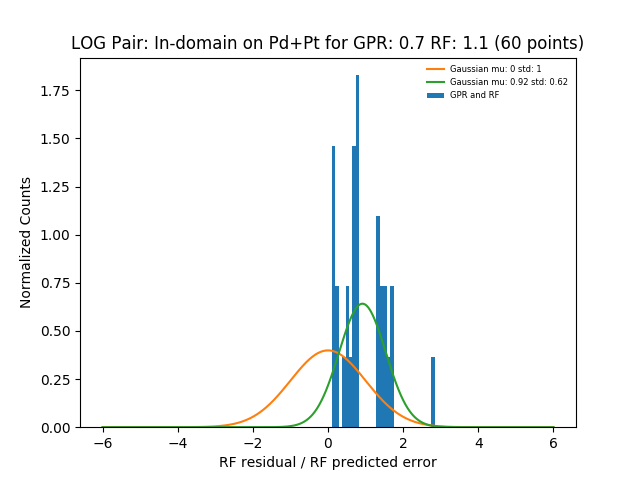 LOG Pair: In-domain on Pd+Pt for GPR: 0.7 RF: 1.1 (60 points)
Gaussian mu: 0 std: 1
Gaussian mu: 0.92 std: 0.62
GPR and RF
Normalized Counts
1.75
1.50
1.25
1.00
0.75
0.50
0.25
0.00
−6 −4 −2 0 2 4 6
RF residual / RF predicted error